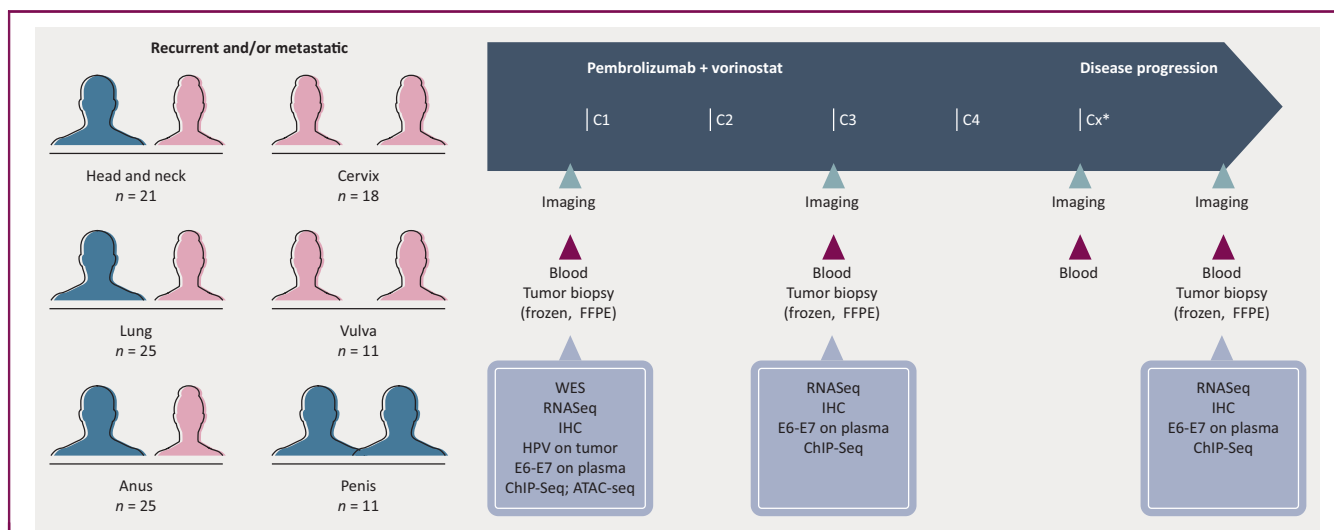 Recurrent and/or metastatic
Head and neck
n = 21
Cervix
n = 18
Lung
n = 25
Vulva
n = 11
Anus
n = 25
Penis
n = 11
Pembrolizumab + vorinostat
Disease progression
C1
C2
C3
C4
Cx*
Imaging
Imaging
Imaging
Imaging
Blood
Tumor biopsy
(frozen, FFPE)
Blood
Tumor biopsy
(frozen, FFPE)
Blood
Blood
Tumor biopsy
(frozen, FFPE)
WES
RNASeq
IHC
HPV on tumor
E6-E7 on plasma
ChIP-Seq; ATAC-seq
RNASeq
IHC
E6-E7 on plasma
ChIP-Seq
RNASeq
IHC
E6-E7 on plasma
ChIP-Seq